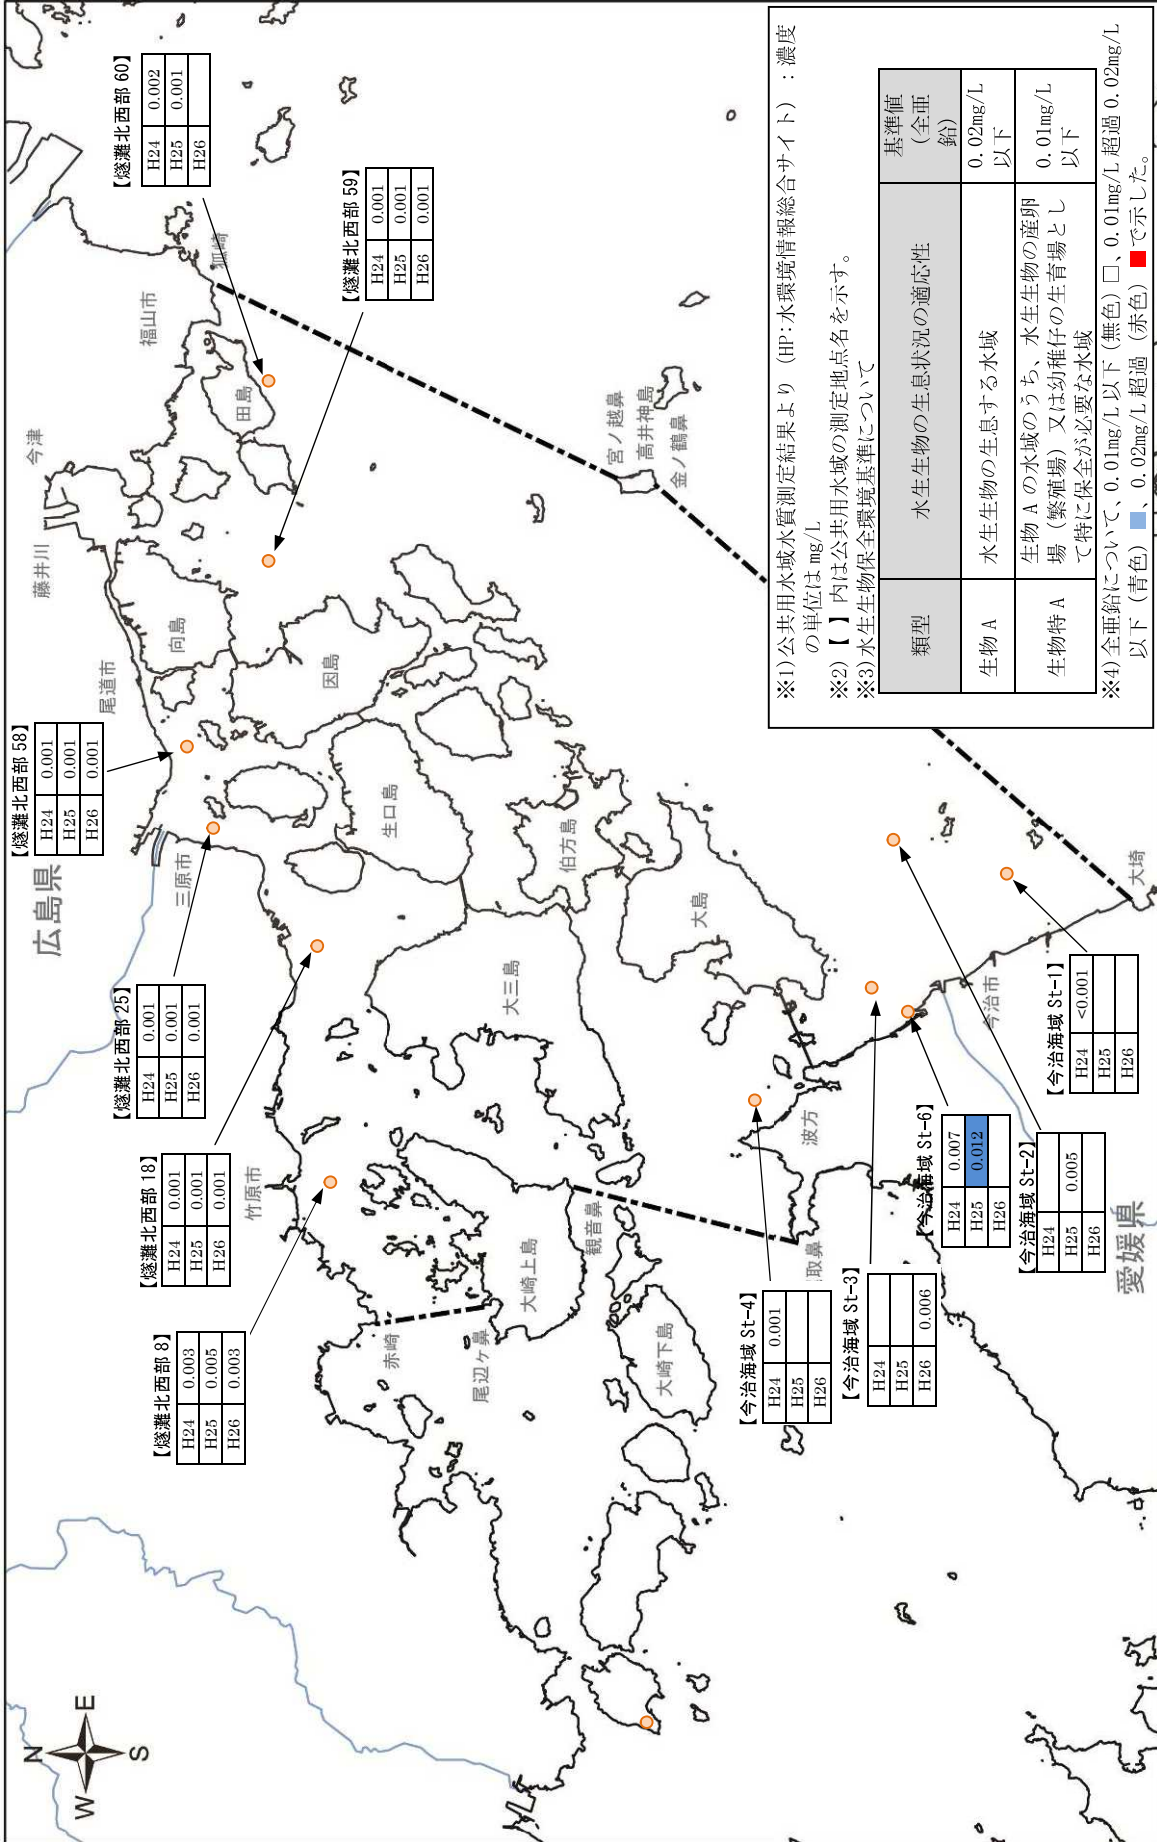 N
W E
S
広島県
愛媛県
【燧灘北西部 8】
H24 0.003
H25 0.005
H26 0.003
【燧灘北西部 18】
H24 0.001
H25 0.001
H26 0.001
【燧灘北西部 25】
H24 0.001
H25 0.001
H26 0.001
【燧灘北西部 58】
H24 0.001
H25 0.001
H26 0.001
【燧灘北西部 60】
H24 0.002
H25 0.001
H26
【燧灘北西部 59】
H24 0.001
H25 0.001
H26 0.001
竹原市
三原市
尾道市
藤井川
今津
福山市
田島
向島
因島
生口島
伯方島
大島
大三島
大崎上島
観音鼻
赤崎
尾辺ヶ鼻
大崎下島
宮ノ越鼻
高井神島
金ノ鶴鼻
波方
取鼻
今治市
大埼
【今治海域 St-4】
H24 0.001
H25
H26
【今治海域 St-3】
H24
H25
H26 0.006
【今治海域 St-6】
H24 0.007
H25 0.012
H26
【今治海域 St-2】
H24
H25 0.005
H26
【今治海域 St-1】
H24 <0.001
H25
H26
※1)公共用水域水質測定結果より（HP:水環境情報総合サイト）：濃度
の単位は mg/L
※2)【 】内は公共用水域の測定地点名を示す。
※3)水生生物保全環境基準について
類型 水生生物の生息状況の適応性 基準値
（全亜
鉛）
生物 A 水生生物の生息する水域 0.02mg/L
以下
生物特 A 生物 A の水域のうち、水生生物の産卵
場（繁殖場）又は幼稚仔の生育場とし
て特に保全が必要な水域 0.01mg/L
以下
※4)全亜鉛について、0.01mg/L 以下（無色）□、0.01mg/L 超過 0.02mg/L
以下（青色）■、0.02mg/L 超過（赤色）■で示した。